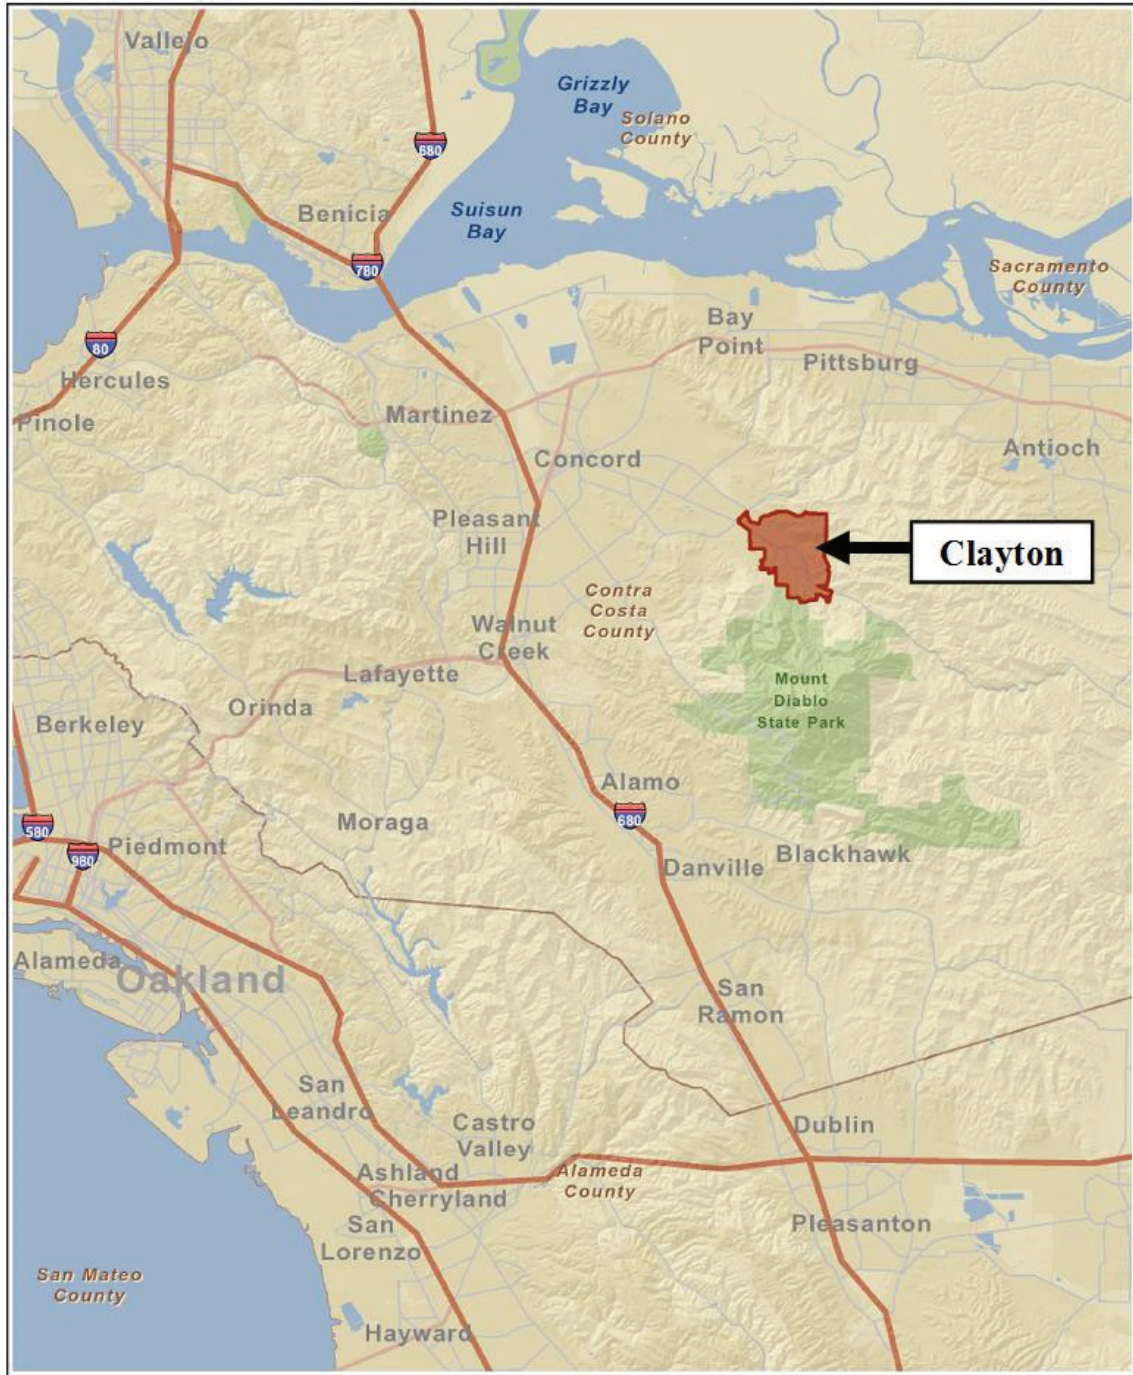 Vallejo
Grizzly
Bay
Solano
County
680
Benicia
Suisun
Bay
780
Sacramento
County
80
Bay
Point
Pittsburg
Hercules
Pinole
Martinez
Antioch
Concord
Pleasant
Hill
Clayton
Contra
Costa
County
Walnut
Creek
Lafayette
Mount
Diablo
State Park
Orinda
Berkeley
Alamo
680
Moraga
580
980
Piedmont
Blackhawk
Danville
Alameda
Oakland
San
Ramon
San
Leandro
Castro
Valley
Dublin
Ashland
Cherryland
Alameda
County
San
Lorenzo
Pleasanton
San Mateo
County
Hayward